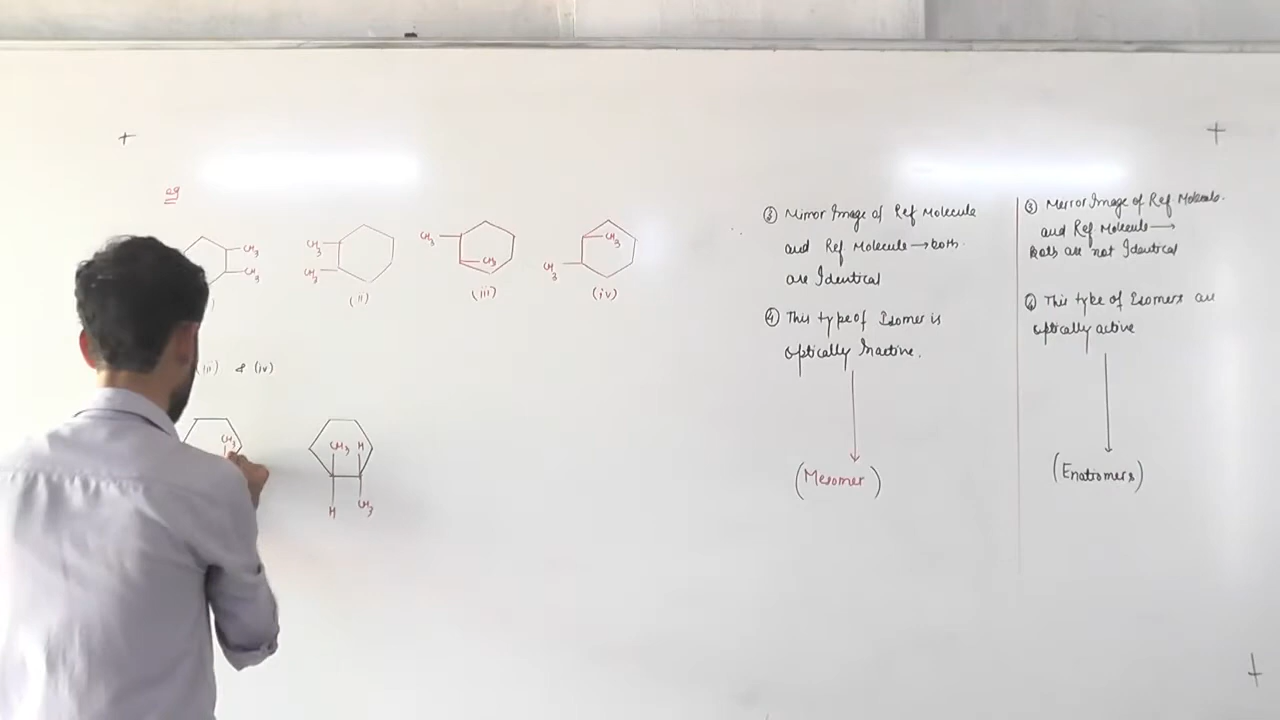 eg
CH3
CH3
CH3
CH3
(ii)
CH3
CH3
(iii)
CH3
CH3
(iv)
(iii) & (iv)
CH3
CH3 H
H CH3
③ Mirror Image of Ref Molecule
and Ref Molecule → both
are Identical
④ This type of Isomer is
optically Inactive.
(Mesomer)
③ Merror Image of Ref Molecule.
and Ref Molecule →
Both are not Identical
④ This type of Isomers are
optically active
(Enatiomers)